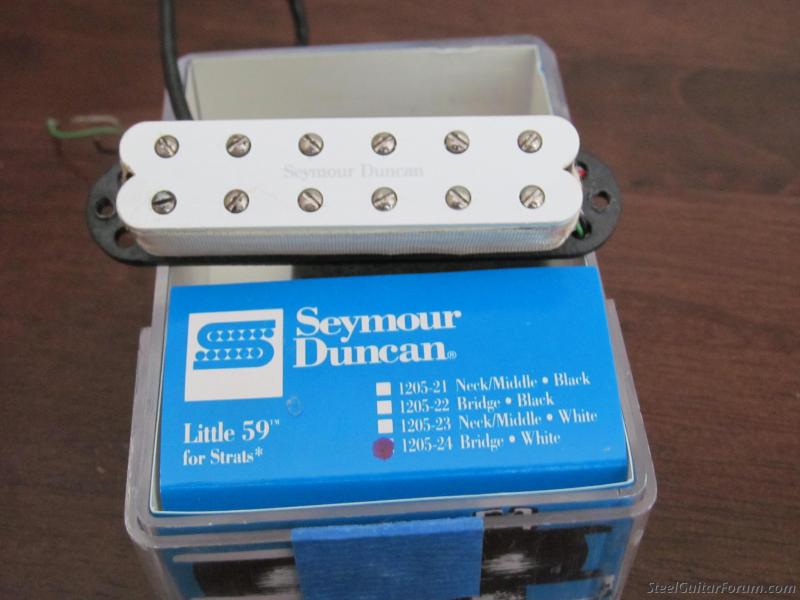 Seymour Duncan
Seymour
Duncan®
1205-21 Neck/Middle • Black
1205-22 Bridge • Black
1205-23 Neck/Middle • White
1205-24 Bridge • White
Little 59™
for Strats*
SteelGuitarForum.com